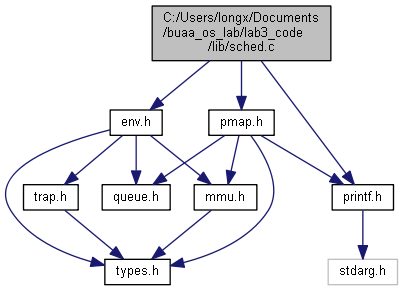 C:/Users/longx/Documents
/buaa_os_lab/lab3_code
/lib/sched.c
env.h
pmap.h
trap.h
queue.h
mmu.h
printf.h
types.h
stdarg.h